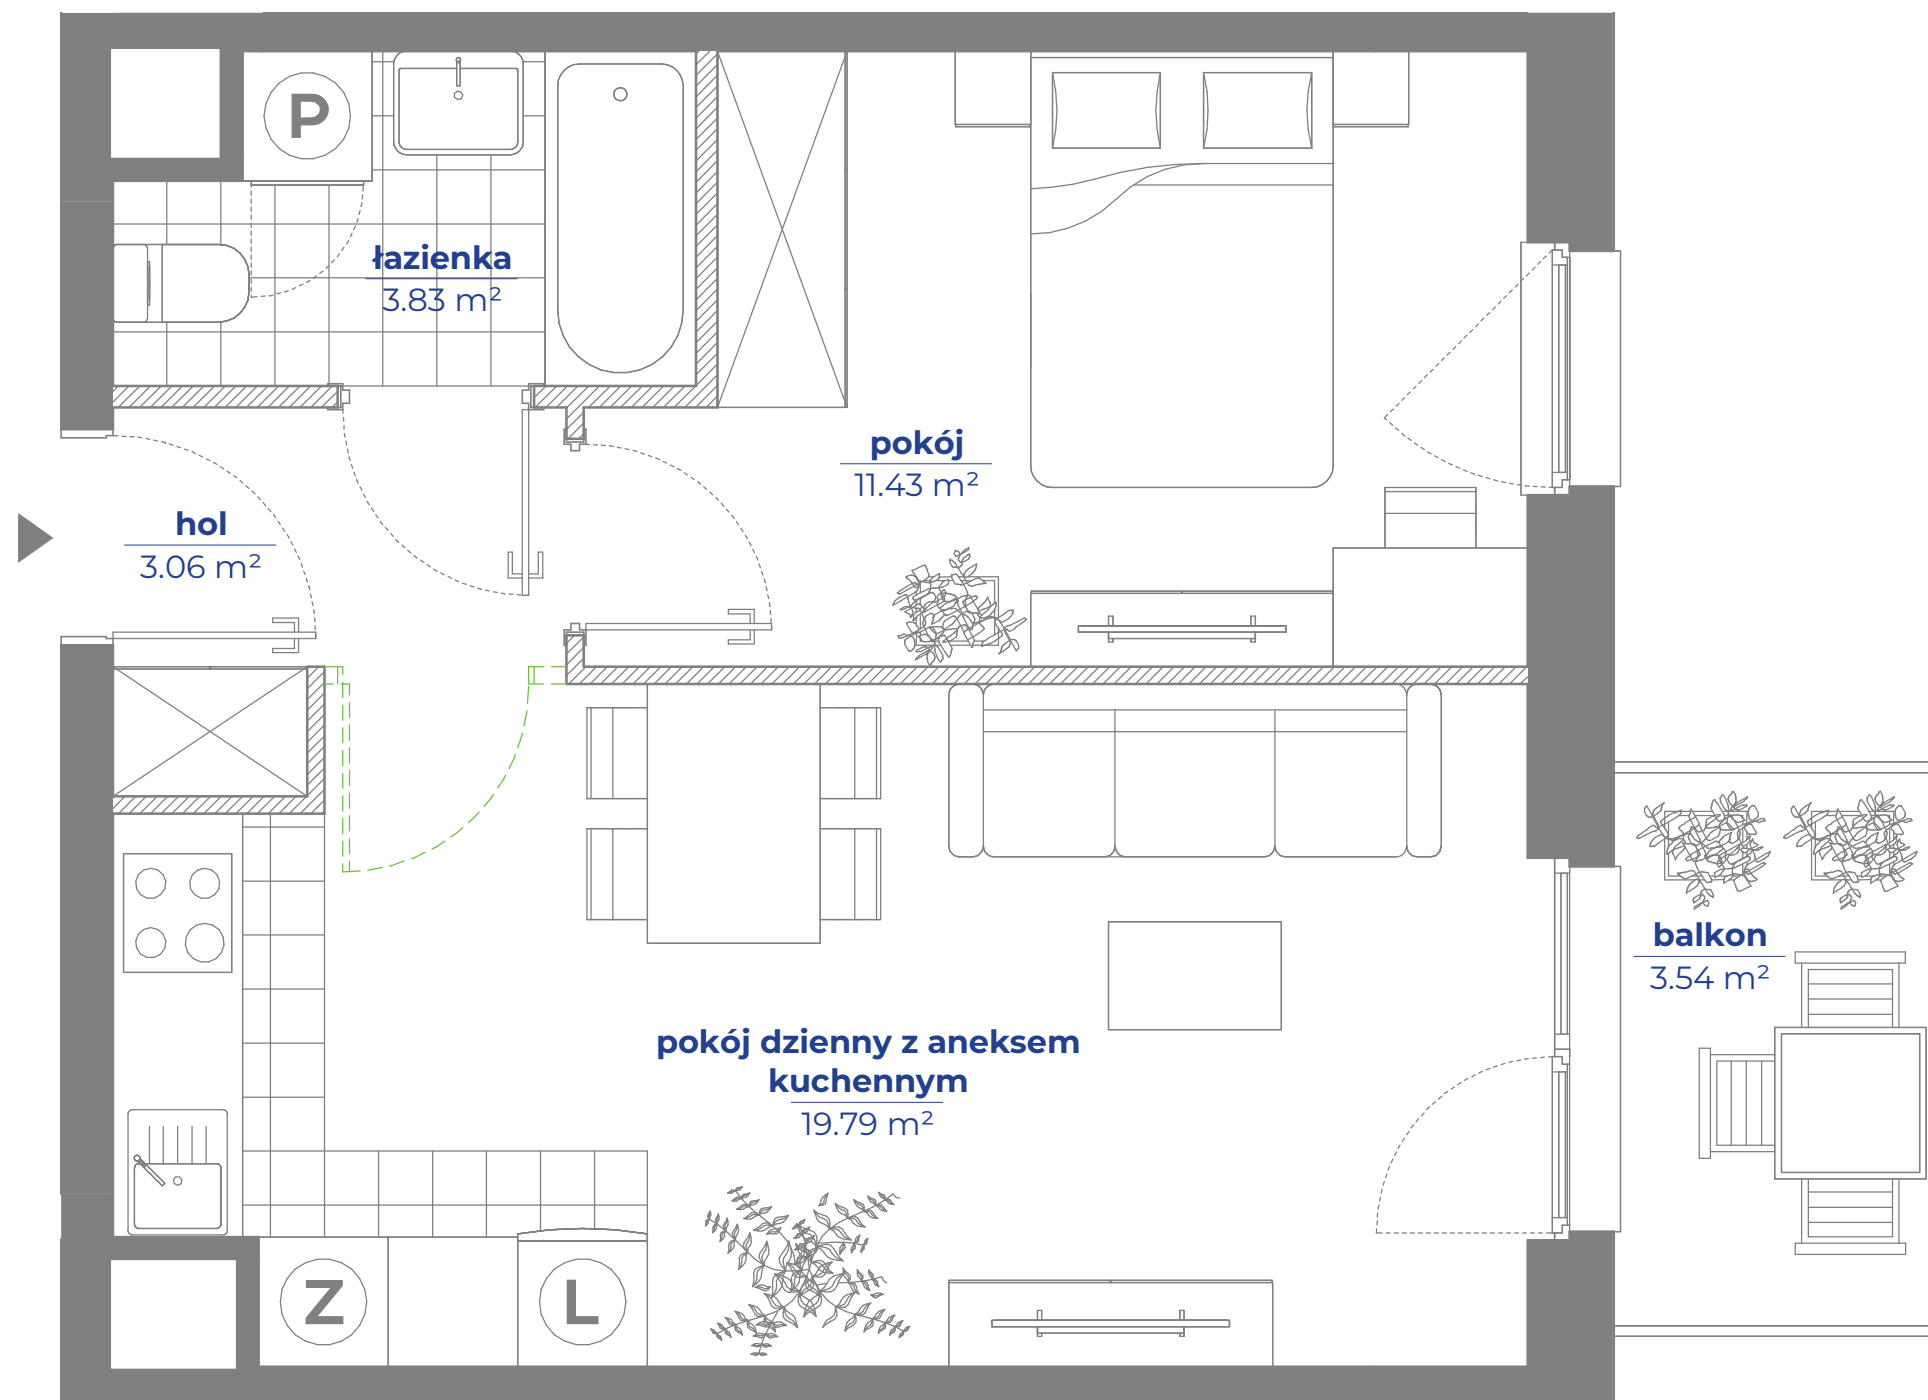 P
łazienka
3.83 m²
pokój
11.43 m²
hol
3.06 m²
balkon
3.54 m²
pokój dzienny z aneksem
kuchennym
19.79 m²
Z
L